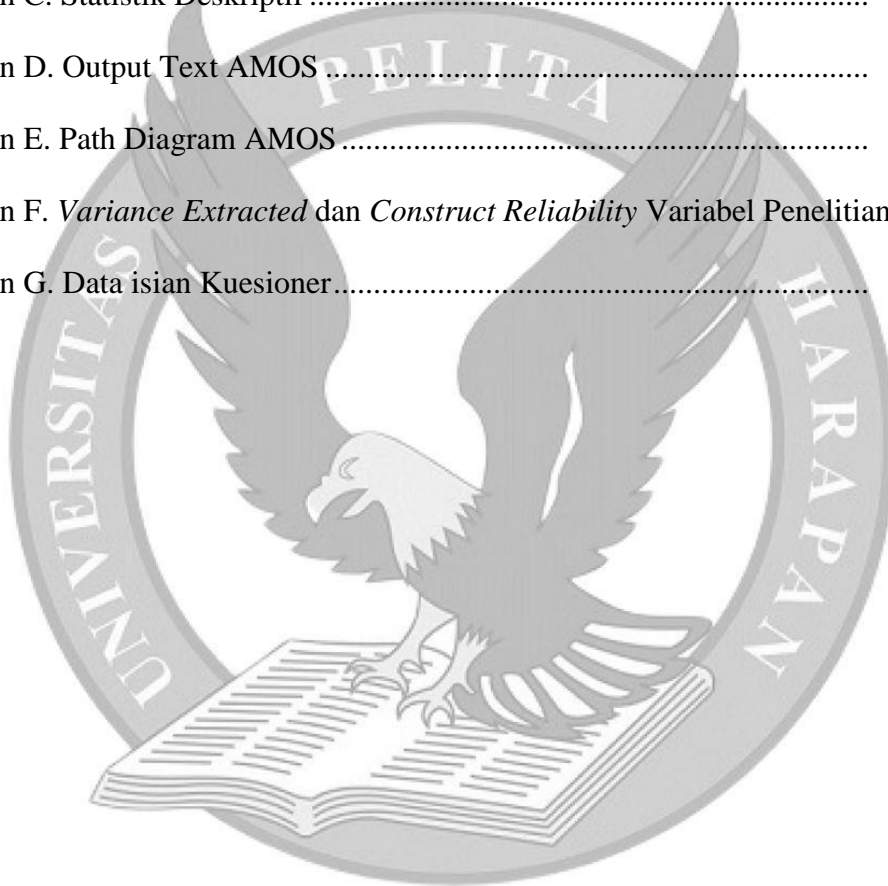 n C. Statistik Deskriptif ....................................................................
n D. Output Text AMOS ..................................................................
n E. Path Diagram AMOS ................................................................
n F. Variance Extracted dan Construct Reliability Variabel Penelitian
n G. Data isian Kuesioner.................................................................
UNIVERSITAS PELITA HARAPAN